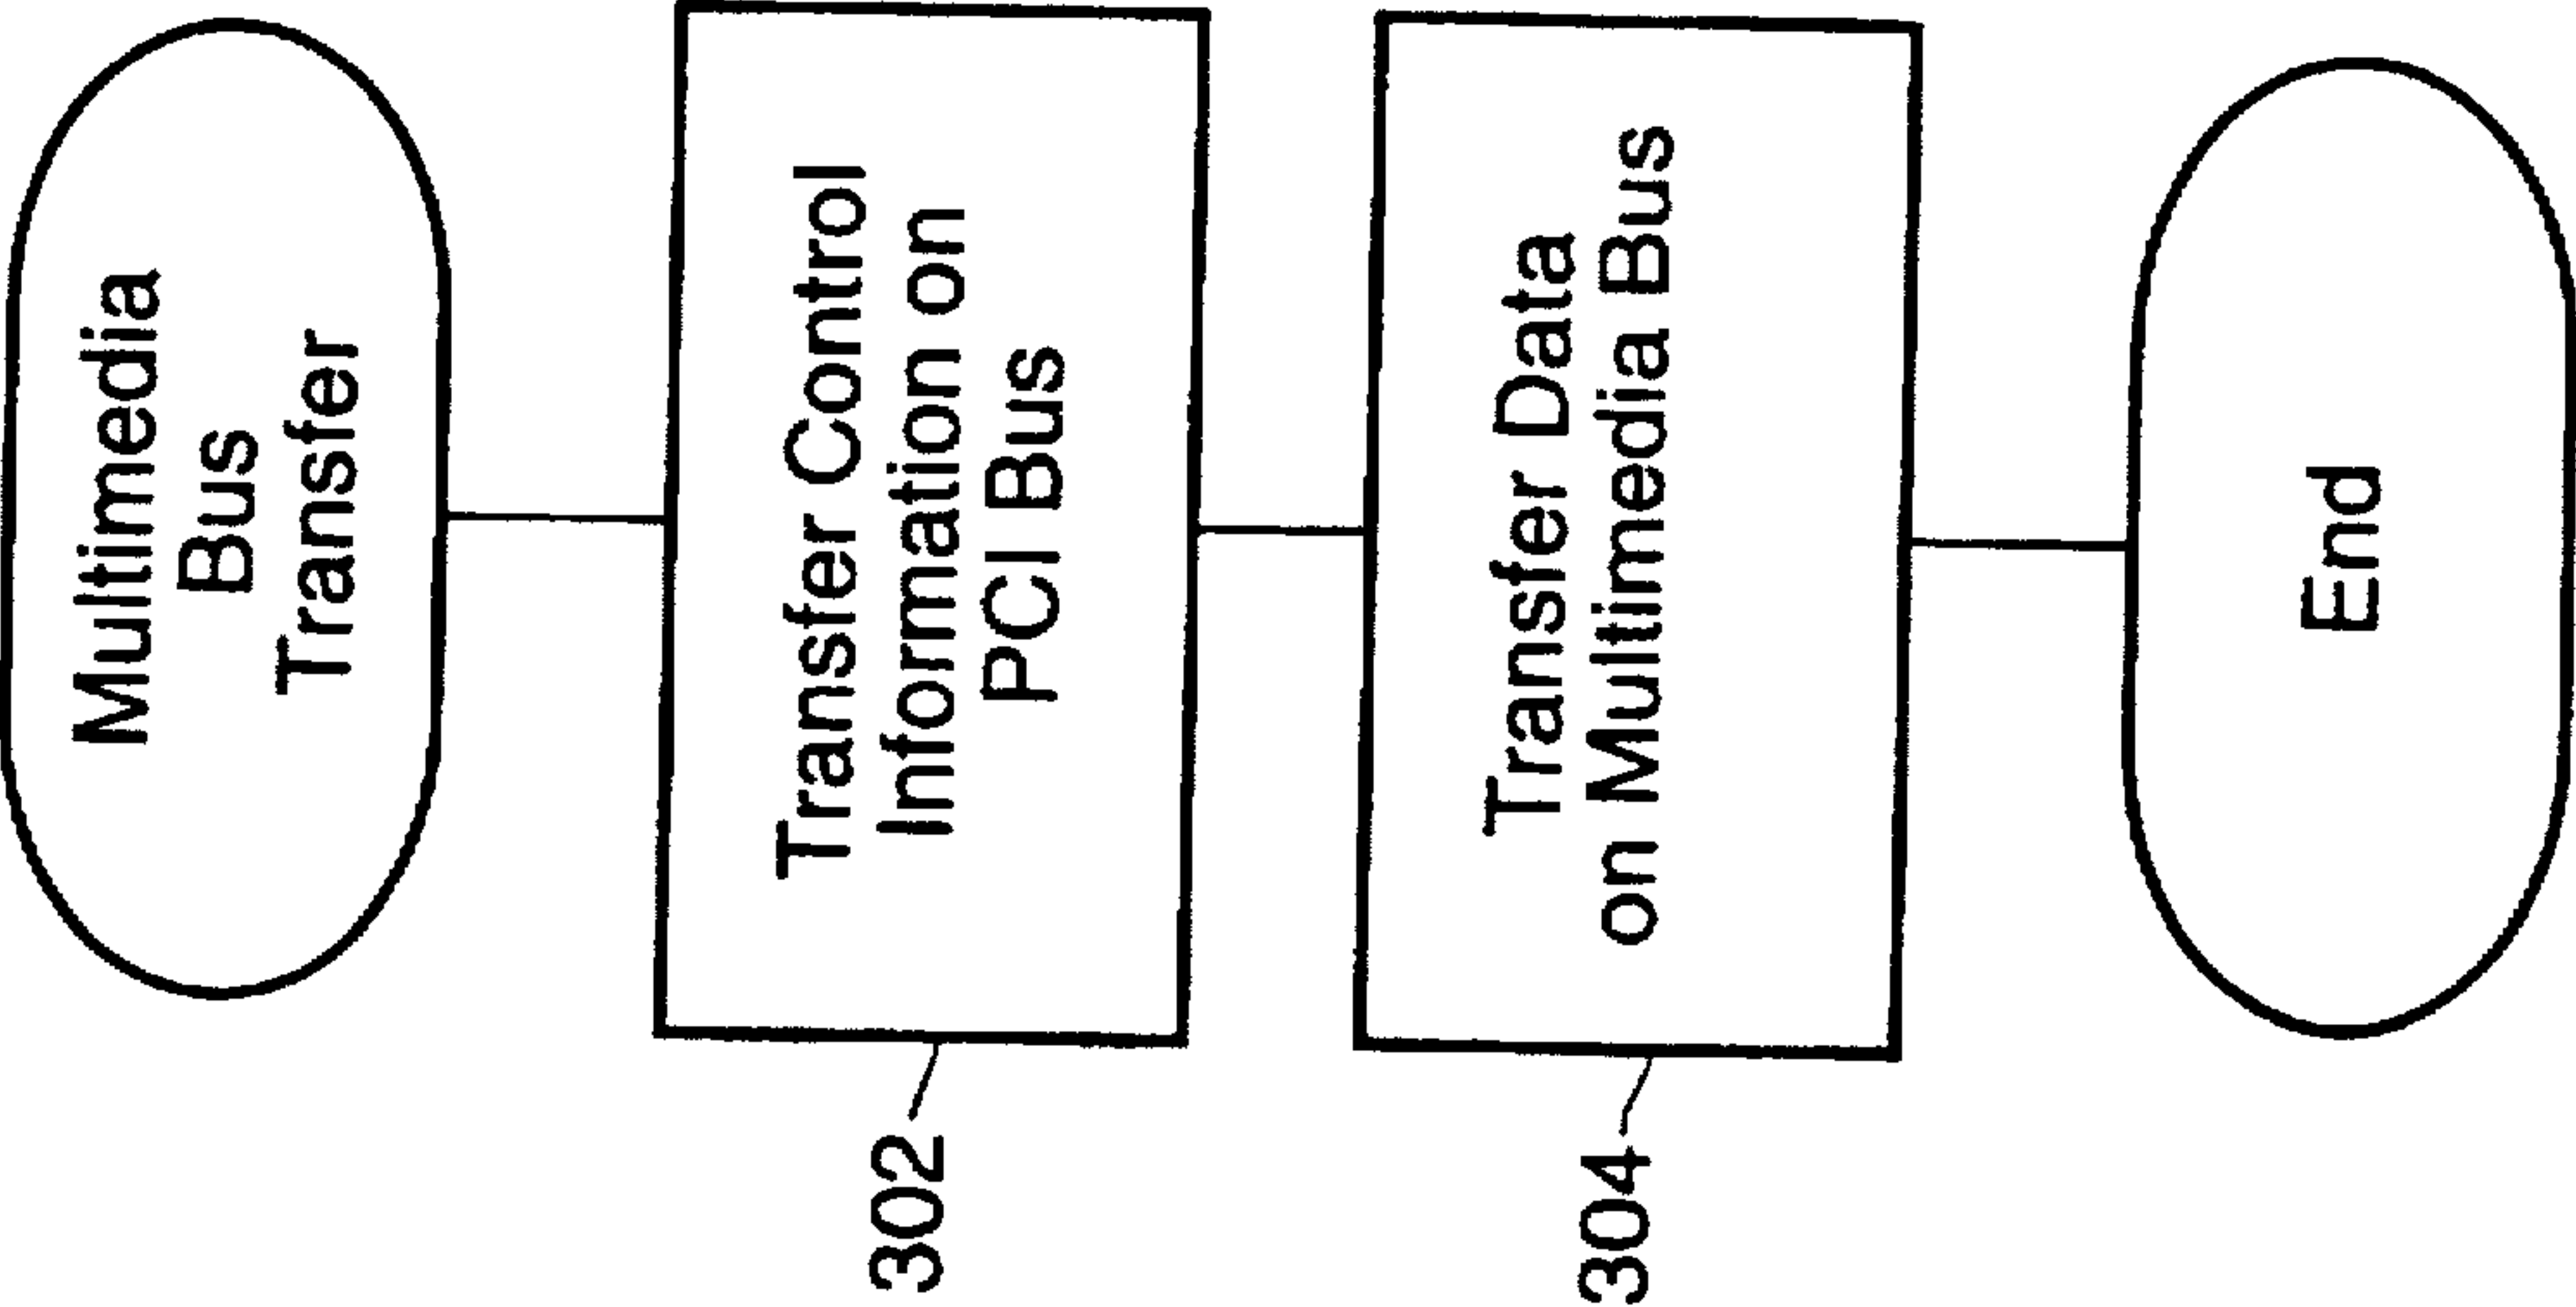 Multimedia
Bus
Transfer
Transfer Control
Information on
PCI Bus
302
Transfer Data
on Multimedia Bus
304
End